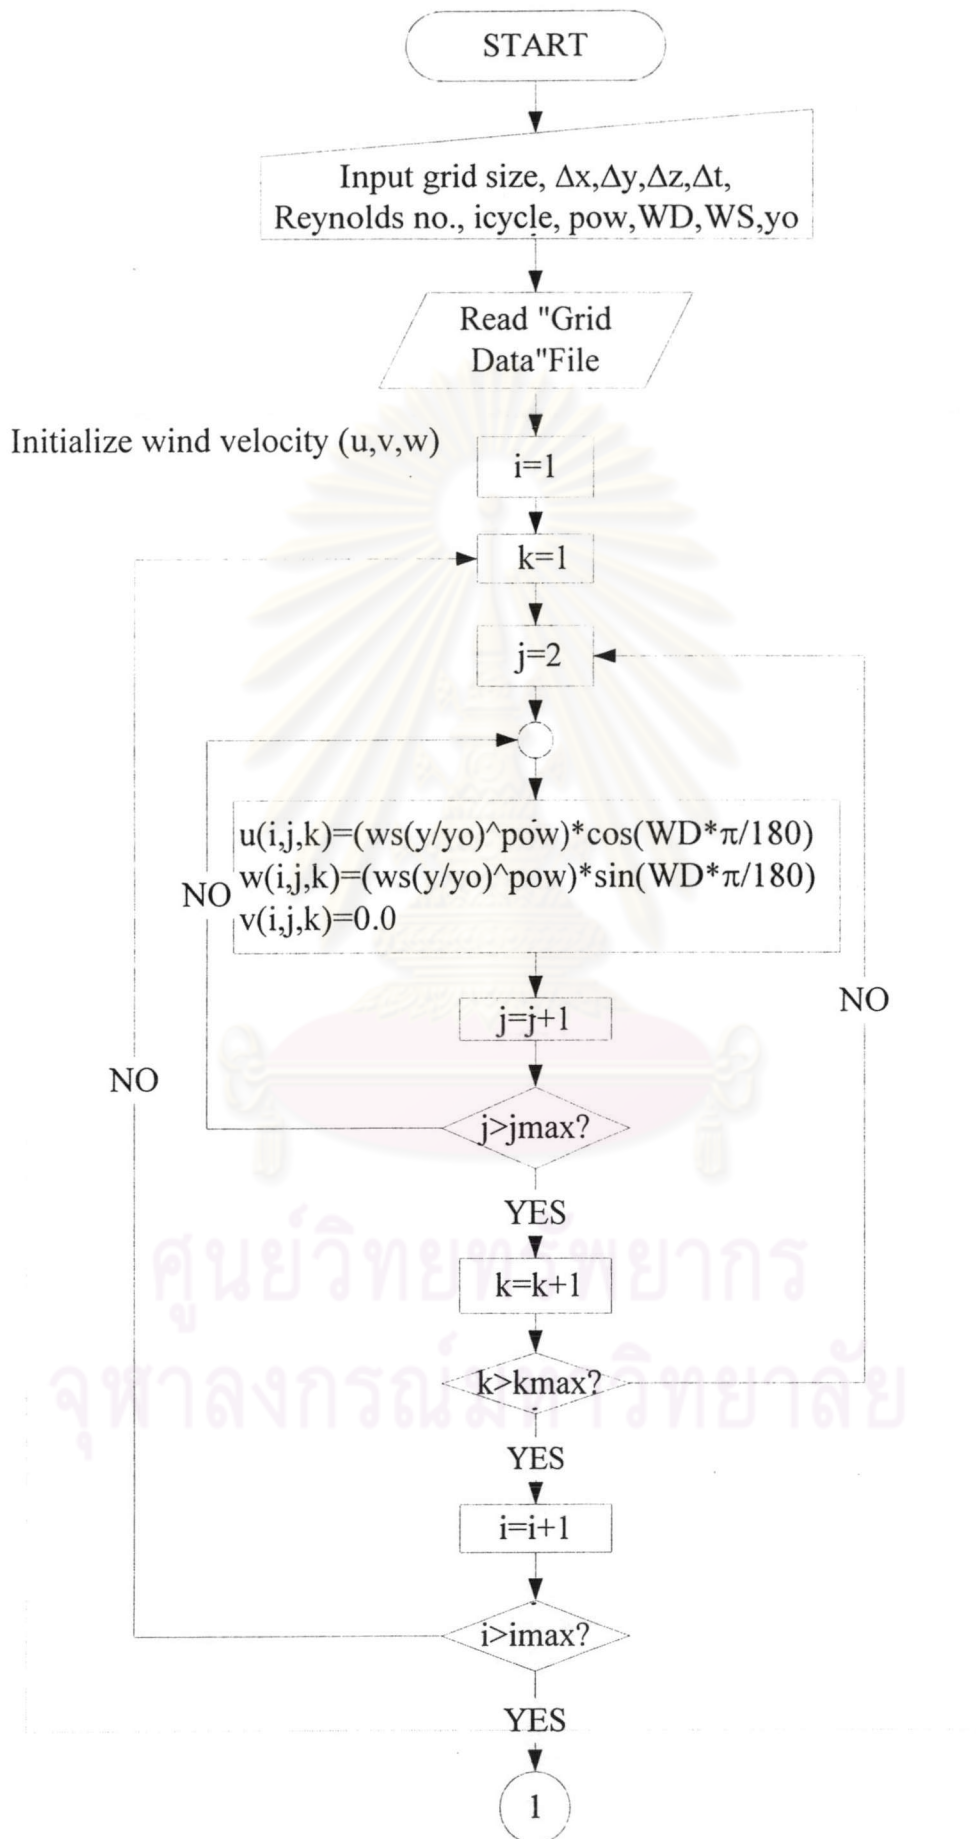 START
Input grid size, Δx,Δy,Δz,Δt,
Reynolds no., icycle, pow,WD,WS,yo
Read "Grid
Data"File
Initialize wind velocity (u,v,w)
i=1
k=1
j=2
u(i,j,k)=(ws(y/yo)^pow)*cos(WD*π/180)
w(i,j,k)=(ws(y/yo)^pow)*sin(WD*π/180)
v(i,j,k)=0.0
NO
j=j+1
NO
NO
j>jmax?
YES
ศูนย์วิทยทรัพยากร
k=k+1
k>kmax?
จุฬาลงกรณ์มหาวิทยาลัย
YES
i=i+1
i>imax?
YES
1